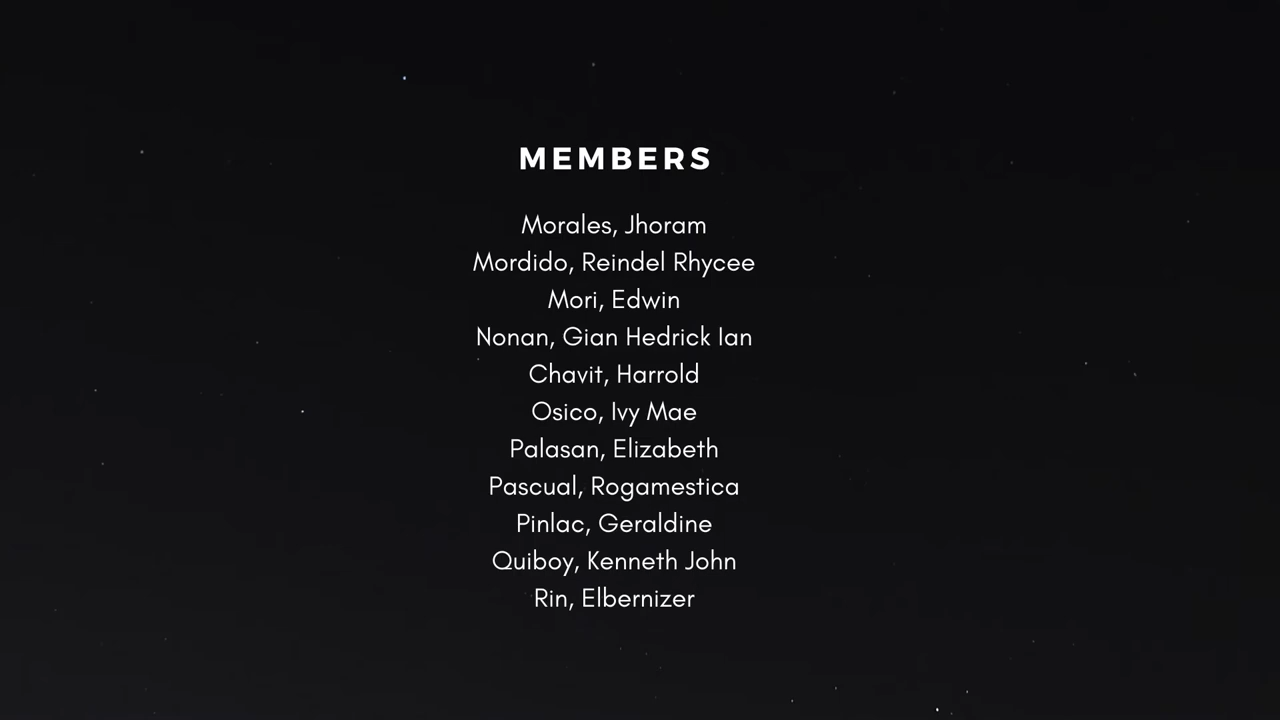 MEMBERS
Morales, Jhoram
Mordido, Reindel Rhycee
Mori, Edwin
Nonan, Gian Hedrick Ian
Chavit, Harrold
Osico, Ivy Mae
Palasan, Elizabeth
Pascual, Rogamestica
Pinlac, Geraldine
Quiboy, Kenneth John
Rin, Elbernizer